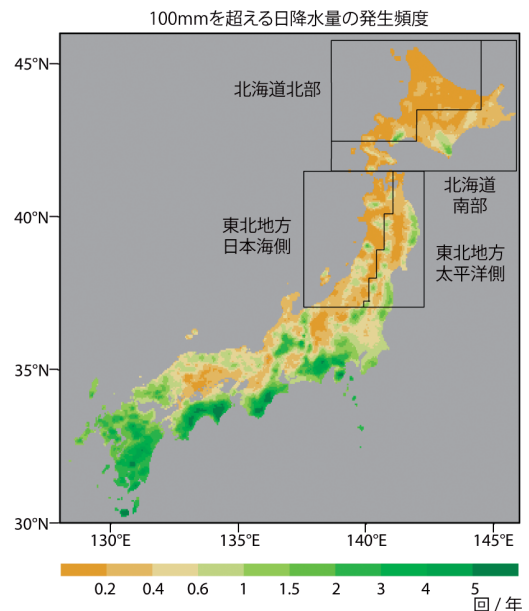 100mmを超える日降水量の発生頻度
45°N
北海道北部
北海道
南部
40°N
東北地方
日本海側
東北地方
太平洋側
35°N
30°N
130°E 135°E 140°E 145°E
0.2 0.4 0.6 1 1.5 2 3 4 5
回 / 年